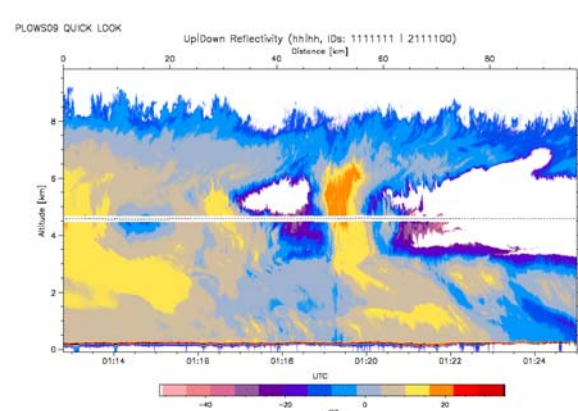 PLOWS09 QUICK LOOK
Up|Down Reflectivity (hh|hh, IDs: 1111111 | 2111100)
Distance [km]
0 20 40 60 80
Altitude [km]
8
6
4
2
0
01:14 01:16 01:18 01:20 01:22 01:24
UTC
-40 -20 0 20